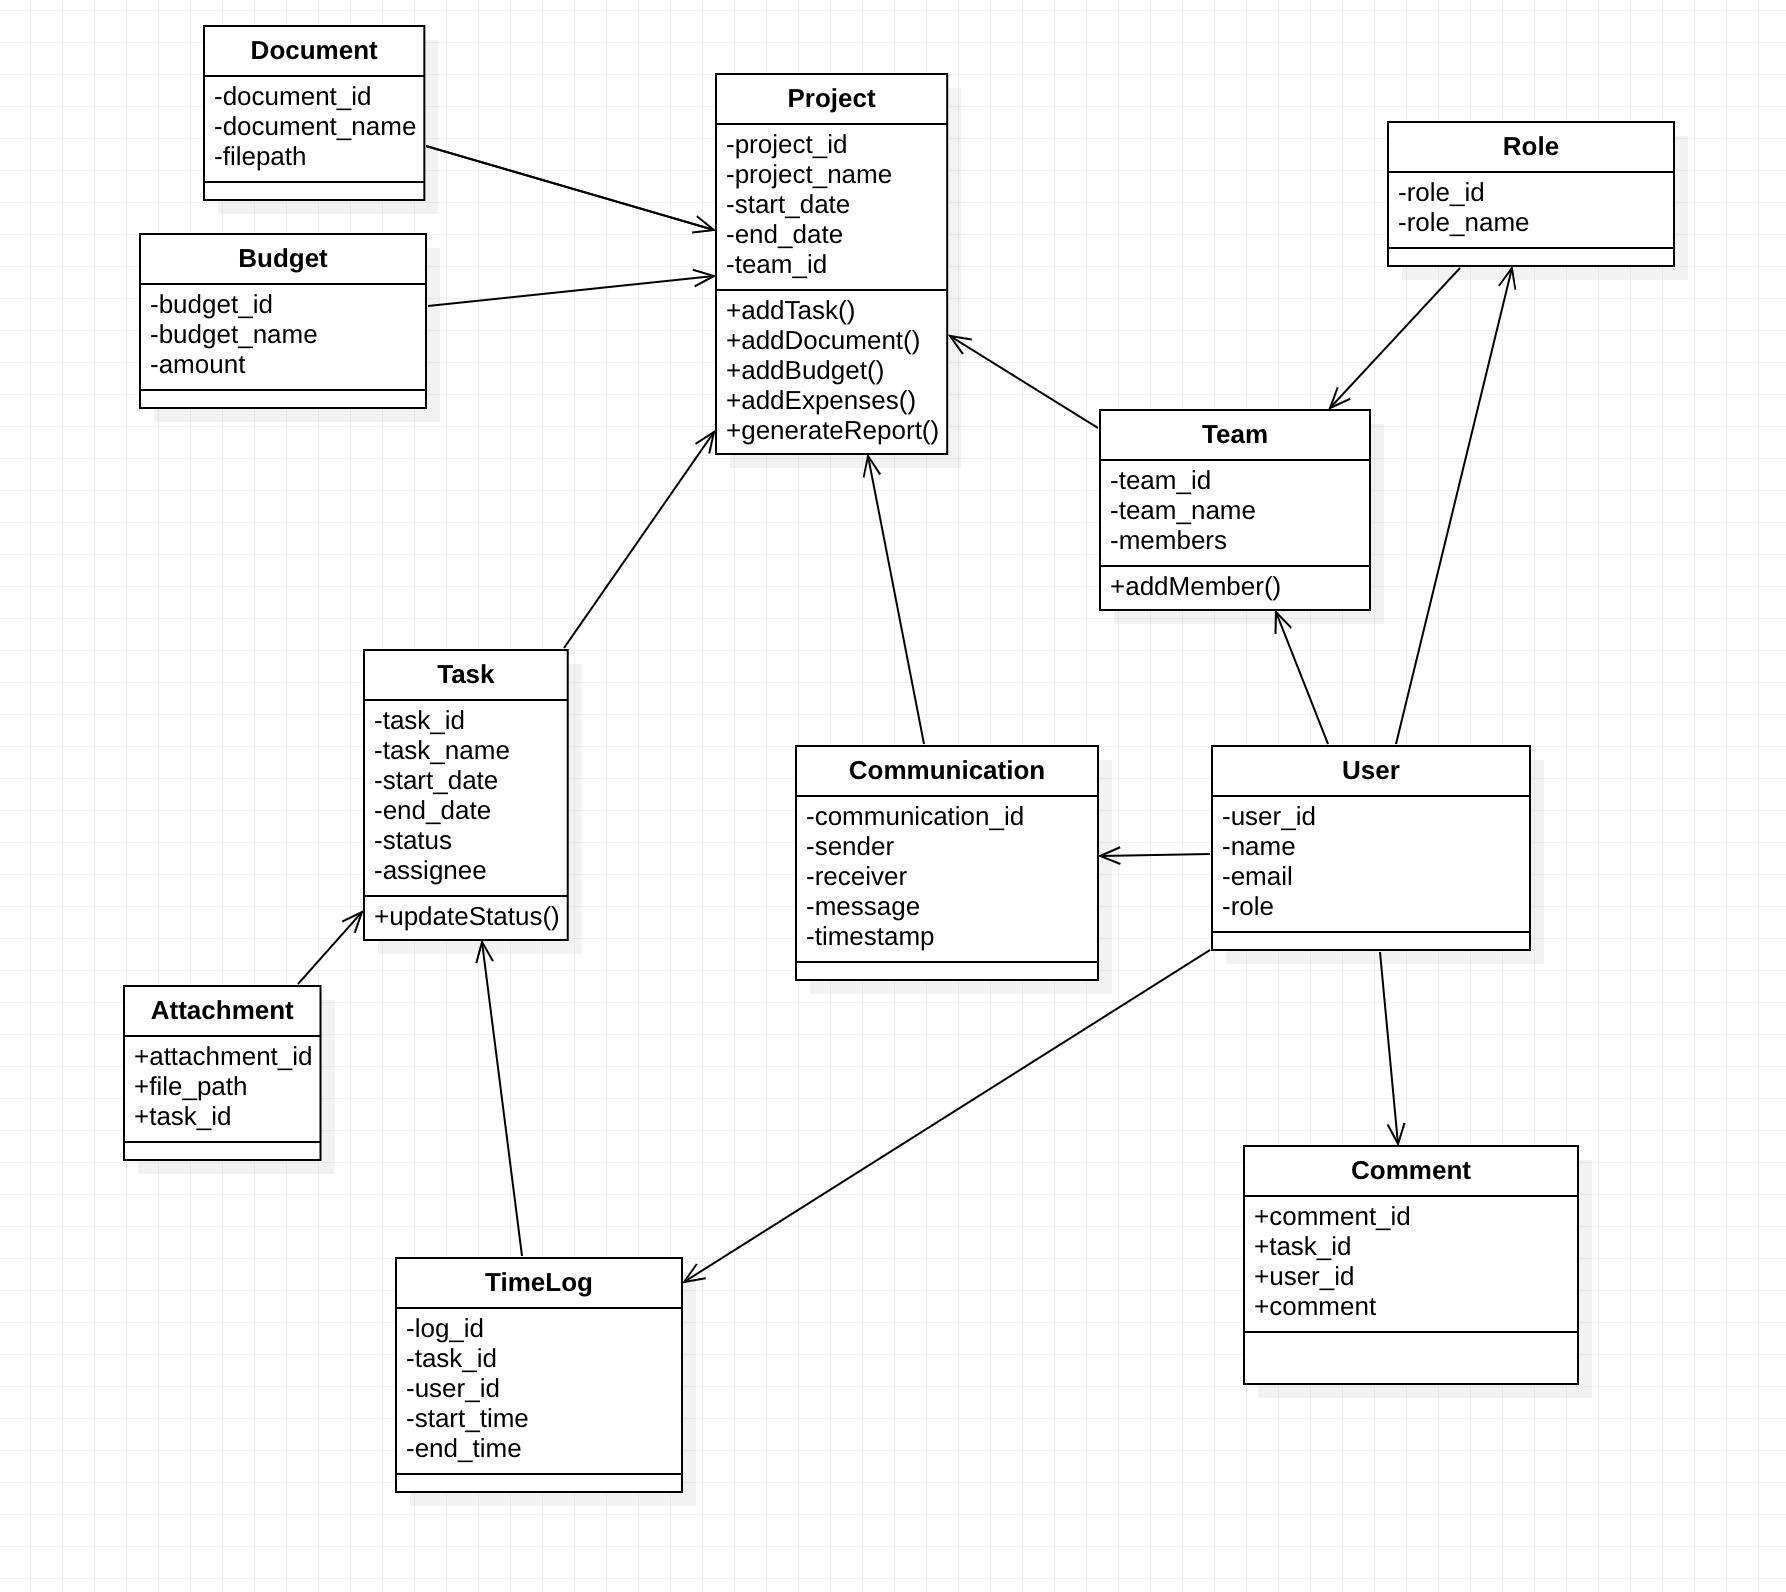 Document
-document_id
-document_name
-filepath
Budget
-budget_id
-budget_name
-amount
Project
-project_id
-project_name
-start_date
-end_date
-team_id
+addTask()
+addDocument()
+addBudget()
+addExpenses()
+generateReport()
Role
-role_id
-role_name
Team
-team_id
-team_name
-members
+addMember()
Task
-task_id
-task_name
-start_date
-end_date
-status
-assignee
+updateStatus()
Communication
-communication_id
-sender
-receiver
-message
-timestamp
User
-user_id
-name
-email
-role
Attachment
+attachment_id
+file_path
+task_id
Comment
+comment_id
+task_id
+user_id
+comment
TimeLog
-log_id
-task_id
-user_id
-start_time
-end_time